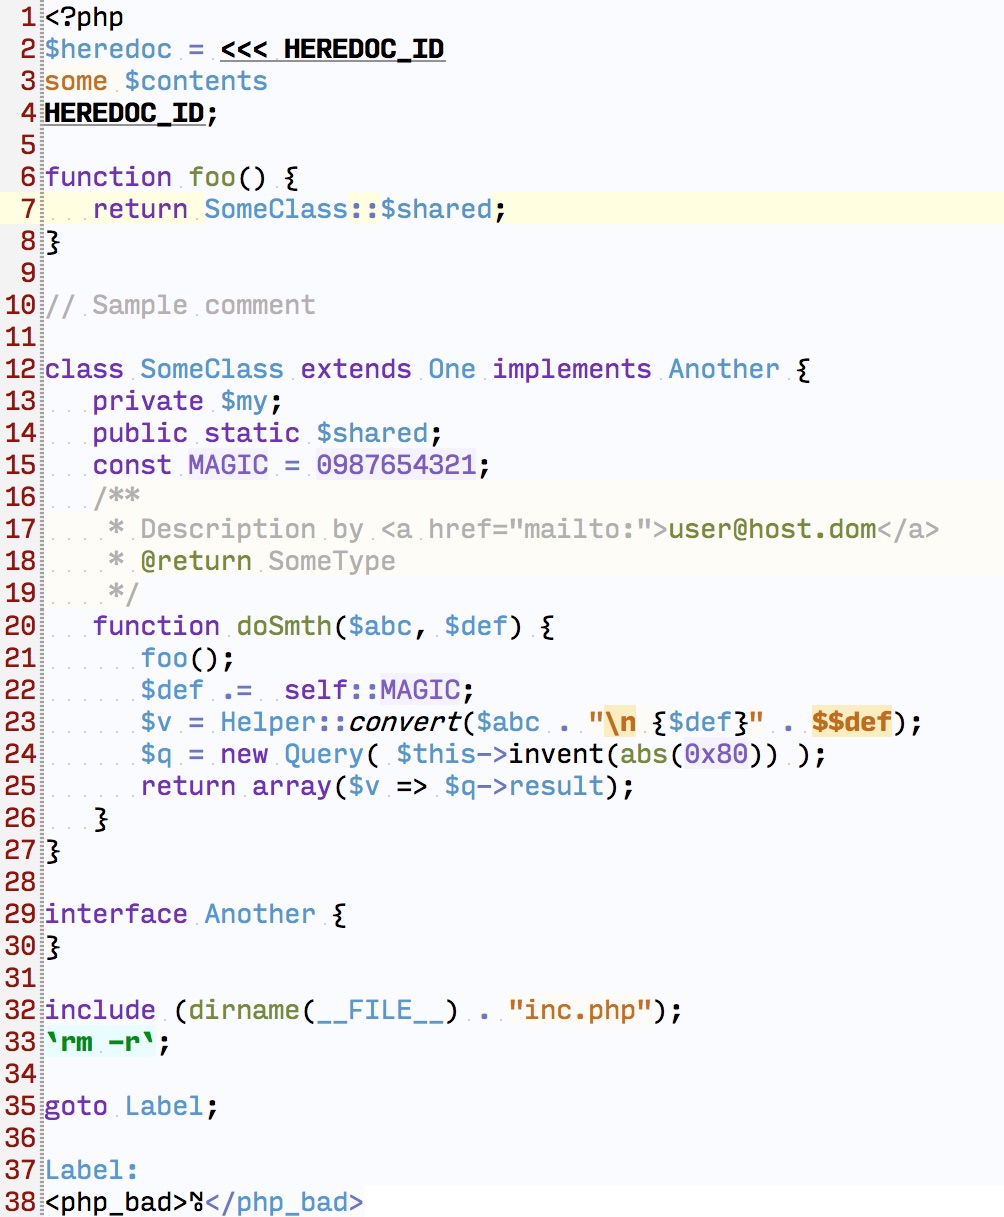 1 <?php
2 $heredoc = <<< HEREDOC_ID
3 some $contents
4 HEREDOC_ID;
5
6 function foo() {
7    return SomeClass::$shared;
8 }
9
10 // Sample comment
11
12 class SomeClass extends One implements Another {
13    private $my;
14    public static $shared;
15    const MAGIC = 0987654321;
16    /**
17     * Description by <a href="mailto:">user@host.dom</a>
18     * @return SomeType
19     */
20    function doSmth($abc, $def) {
21       foo();
22       $def .=  self::MAGIC;
23       $v = Helper::convert($abc . "\n {$def}" . $$def);
24       $q = new Query( $this->invent(abs(0x80)) );
25       return array($v => $q->result);
26    }
27 }
28
29 interface Another {
30 }
31
32 include (dirname(__FILE__) . "inc.php");
33 `rm -r`;
34
35 goto Label;
36
37 Label:
38 <php_bad></php_bad>